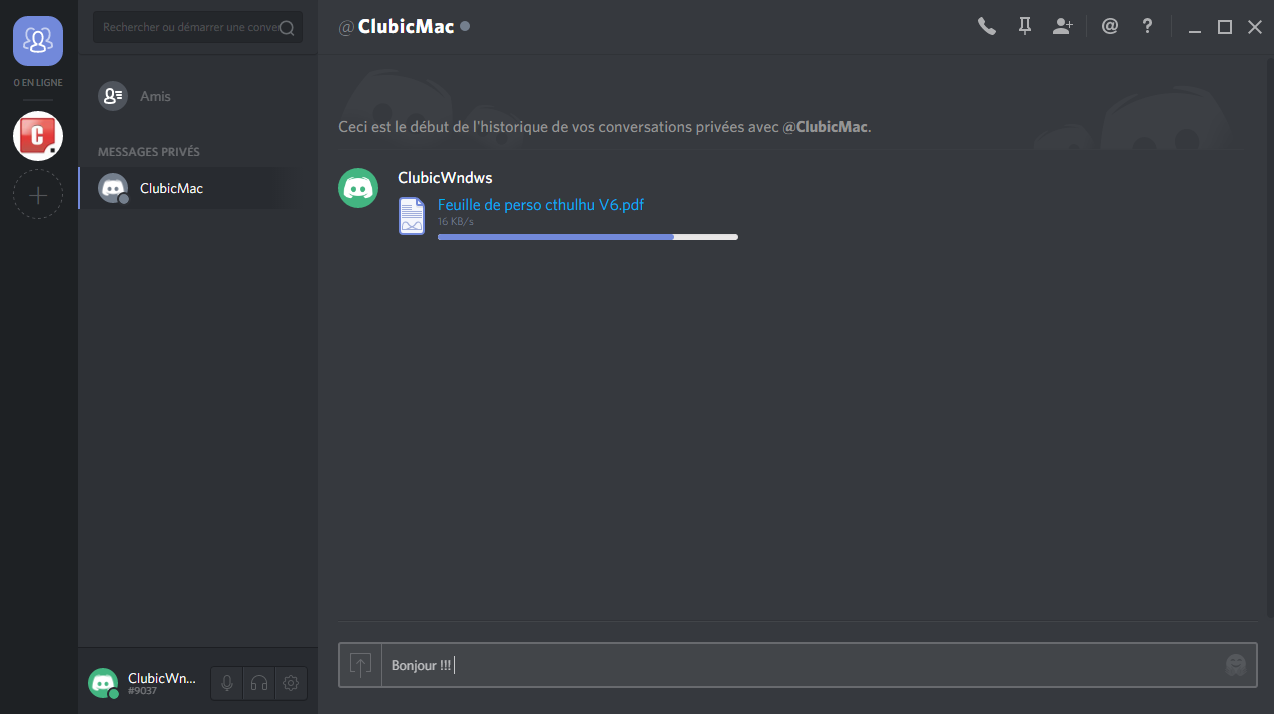 Rechercher ou démarrer une conver
@ClubicMac
@
?
0 EN LIGNE
C
Amis
MESSAGES PRIVÉS
ClubicMac
Ceci est le début de l'historique de vos conversations privées avec @ClubicMac.
ClubicWndws
Feuille de perso cthulhu V6.pdf
16 KB/s
Bonjour !!!
ClubicWn...
#9037